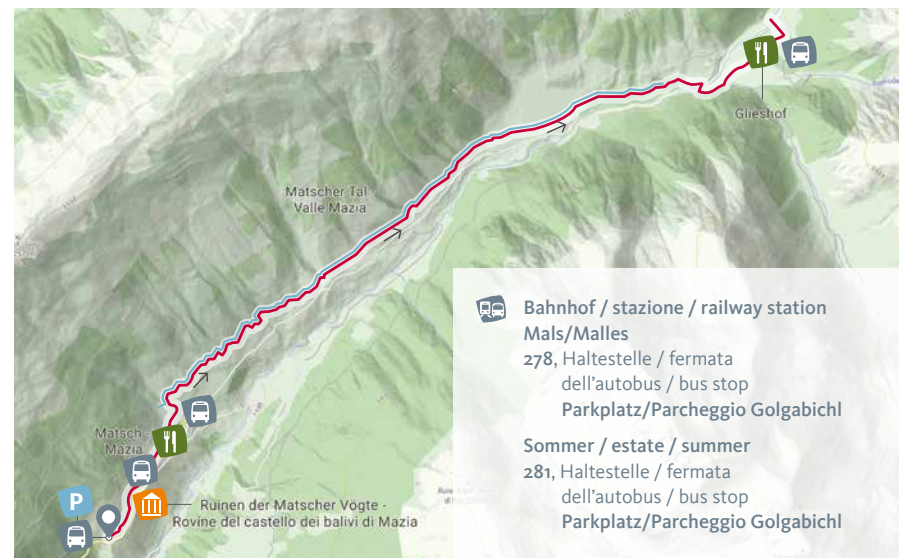 Glieshof
Matscher Tal
Valle Mazia
Bahnhof / stazione / railway station
Mals/Malles
278, Haltestelle / fermata
dell'autobus / bus stop
Parkplatz/Parcheggio Golgabichl
Sommer / estate / summer
281, Haltestelle / fermata
dell'autobus / bus stop
Parkplatz/Parcheggio Golgabichl
Matsch -
Mazia
P
Ruinen der Matscher Vögte -
Rovine del castello dei balivi di Mazia